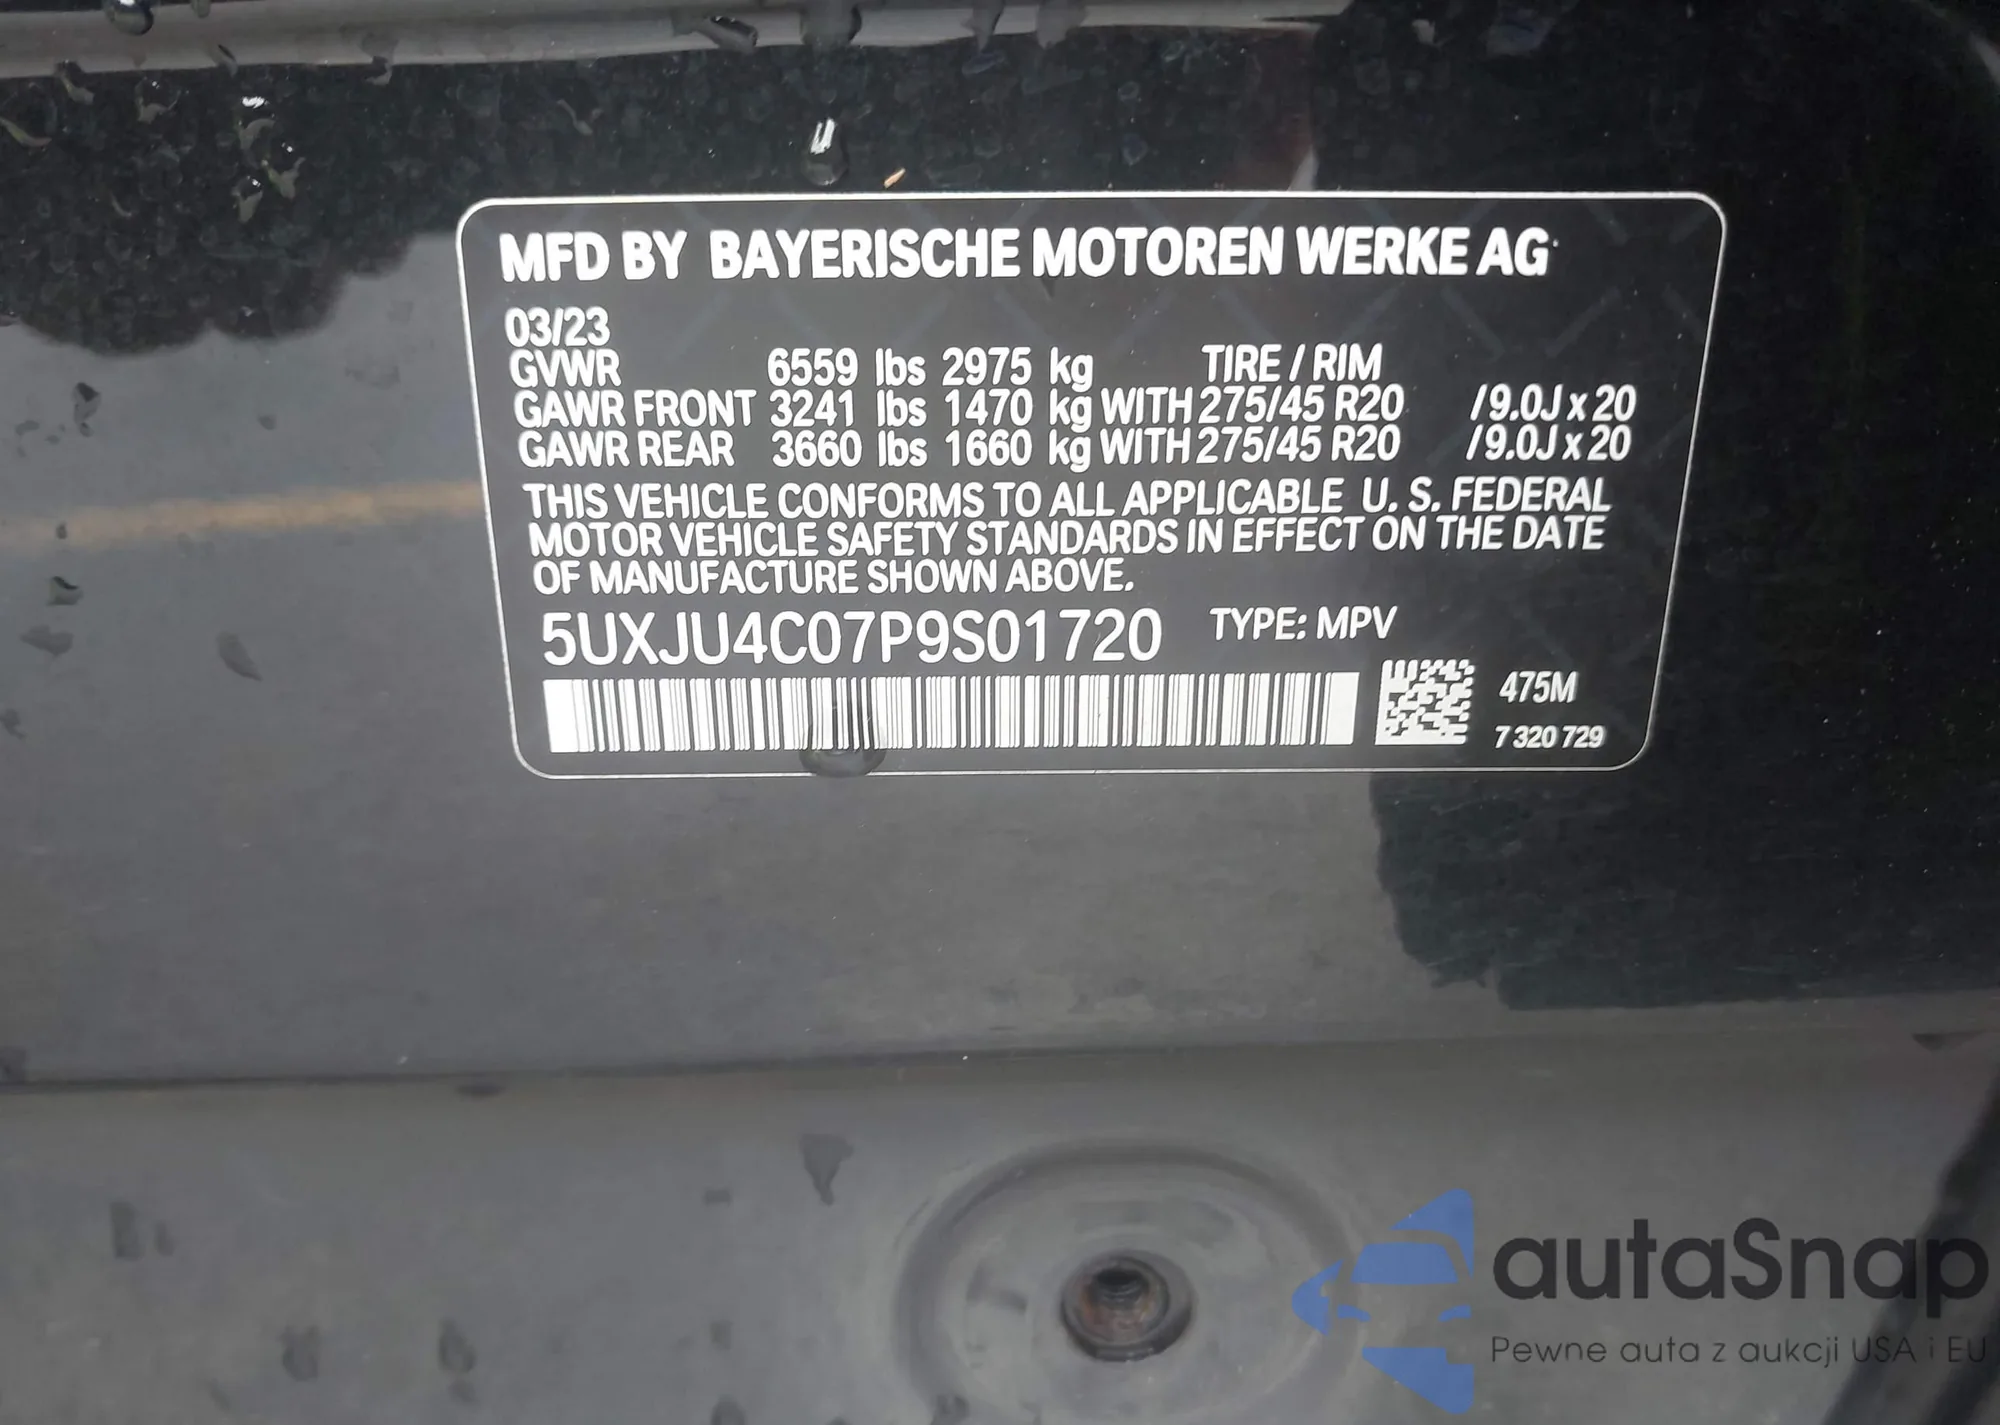 MFD BY BAYERISCHE MOTOREN WERKE AG
03/23
GVWR 6559 lbs 2975 kg TIRE / RIM
GAWR FRONT 3241 lbs 1470 kg WITH 275/45 R20 /9.0J x 20
GAWR REAR 3660 lbs 1660 kg WITH 275/45 R20 /9.0J x 20
THIS VEHICLE CONFORMS TO ALL APPLICABLE U. S. FEDERAL
MOTOR VEHICLE SAFETY STANDARDS IN EFFECT ON THE DATE
OF MANUFACTURE SHOWN ABOVE.
5UXJU4C07P9S01720 TYPE: MPV
475M
7 320 729
autaSnap
Pewne auta z aukcji USA i EU